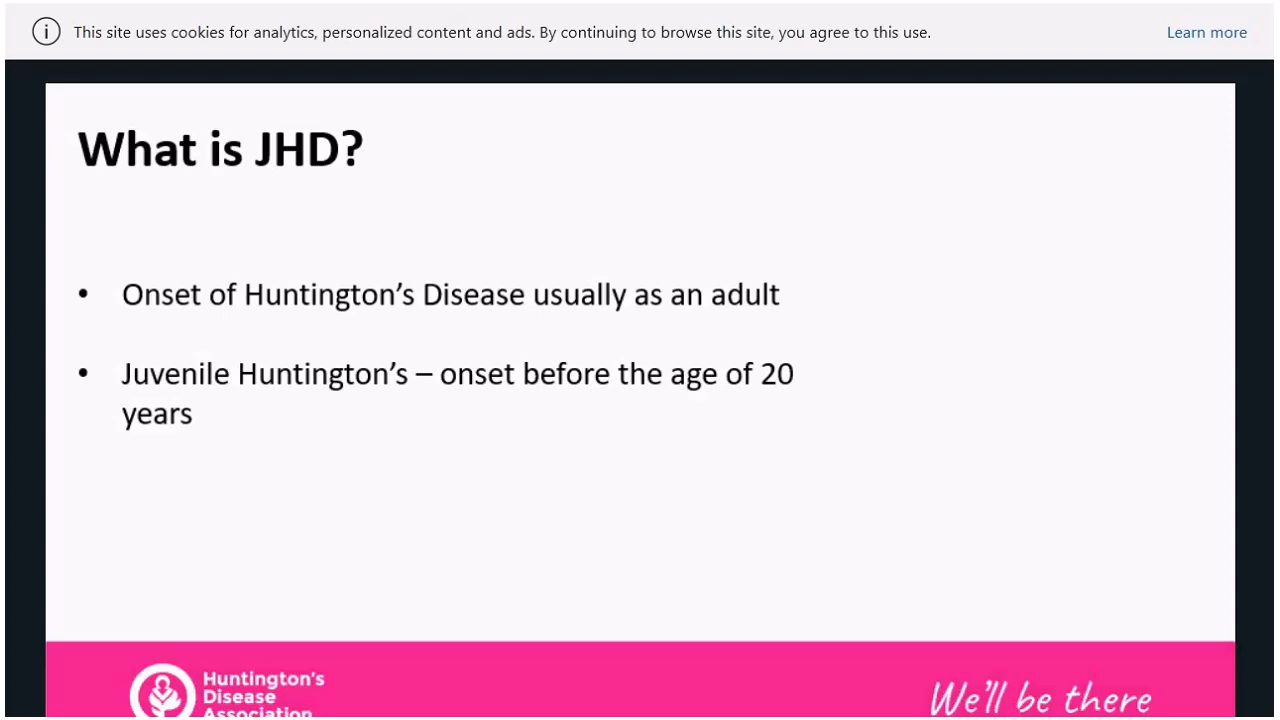 This site uses cookies for analytics, personalized content and ads. By continuing to browse this site, you agree to this use.
Learn more
What is JHD?
• Onset of Huntington’s Disease usually as an adult
• Juvenile Huntington’s – onset before the age of 20
years
Huntington's
Disease
Association
We'll be there